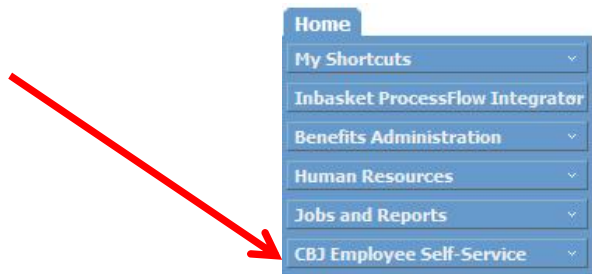 Home
My Shortcuts
Inbasket ProcessFlow Integrator
Benefits Administration
Human Resources
Jobs and Reports
CBJ Employee Self-Service